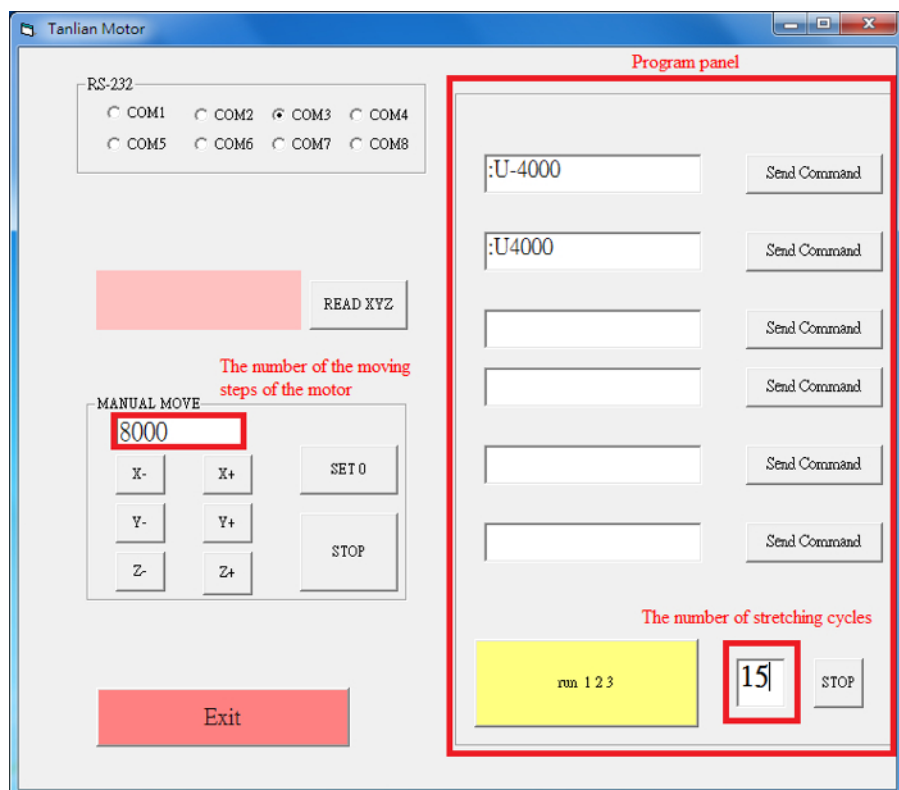 Tanlian Motor
Program panel
RS-232
COM1 COM2 COM3 COM4
COM5 COM6 COM7 COM8
READ XYZ
The number of the moving
steps of the motor
MANUAL MOVE
8000
X- X+ SET 0
Y- Y+
STOP
Z- Z+
Exit
:U-4000 Send Command
:U4000 Send Command
Send Command
Send Command
Send Command
Send Command
The number of stretching cycles
run 1 2 3 15 STOP